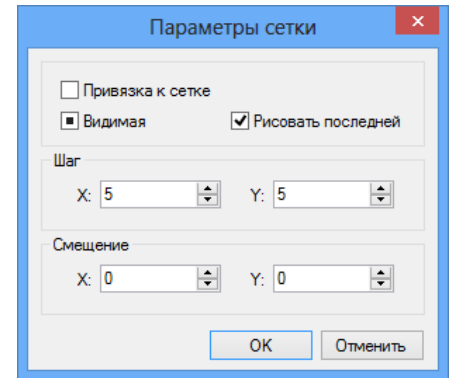 Параметры сетки
Привязка к сетке
Видимая Рисовать последней
Шаг
X: 5 Y: 5
Смещение
X: 0 Y: 0
OK Отменить